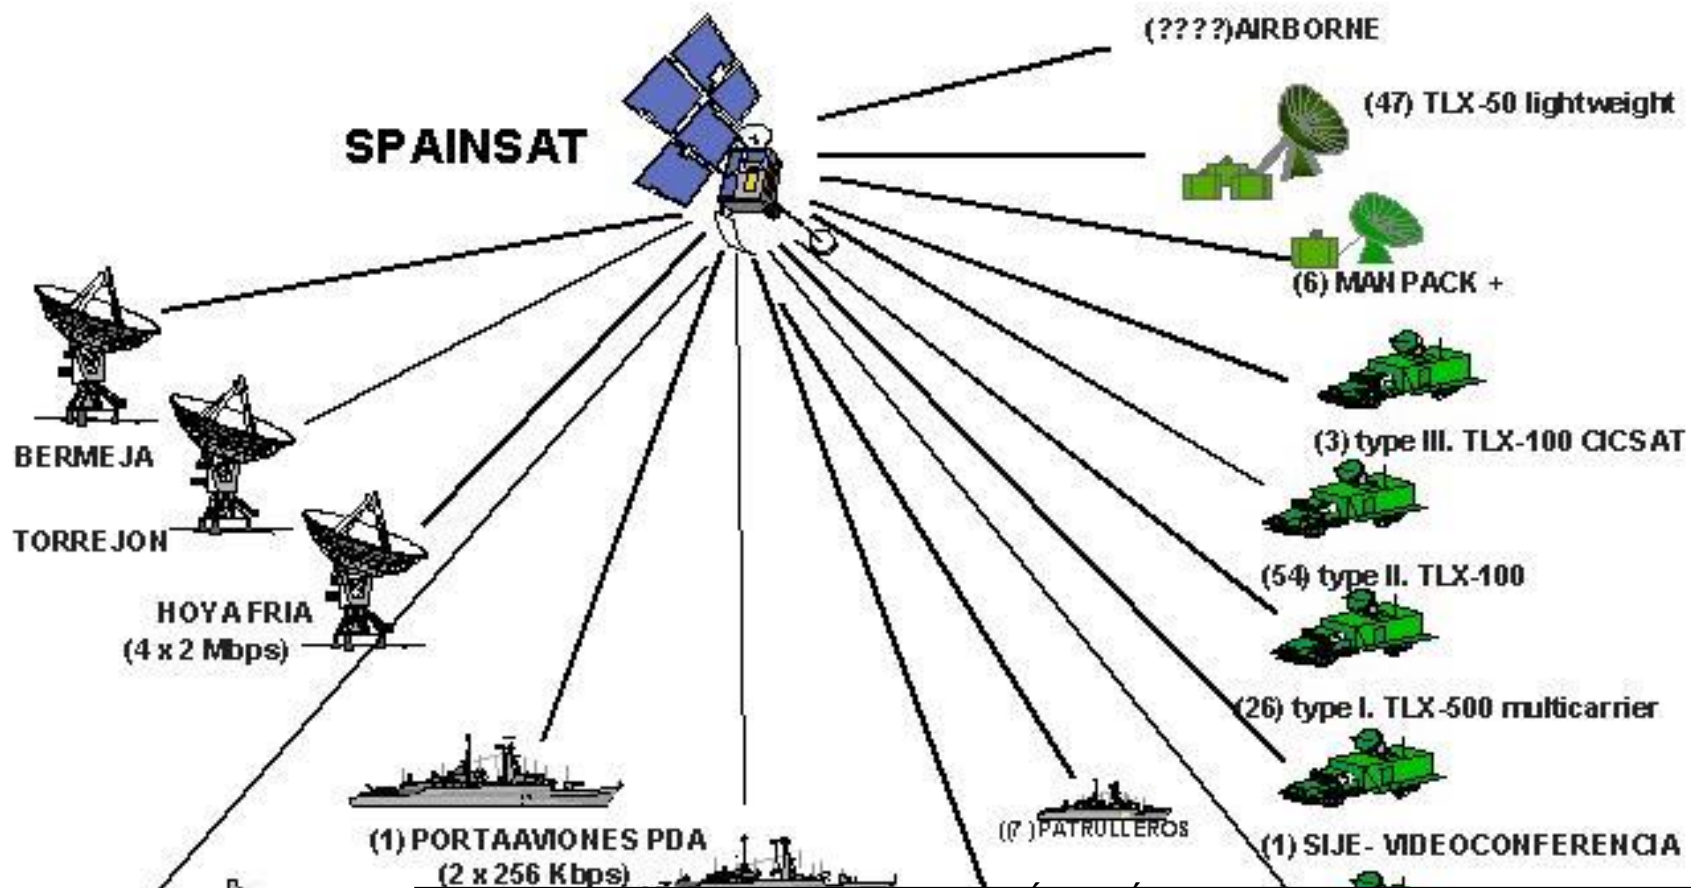 (????)AIRBORNE
(47) TLX-50 lightweight
SPAINSAT
(6) MANPACK +
BERMEJA
(3) type III. TLX-100 CICSAT
TORREJON
(54) type II. TLX-100
HOYA FRIA
(4 x 2 Mbps)
(26) type I. TLX-500 multicarrier
(1) PORTAAVIONES PDA
(2 x 256 Kbps)
((7 )PATRULLEROS
(1) SIJE- VIDEOCONFERENCIA